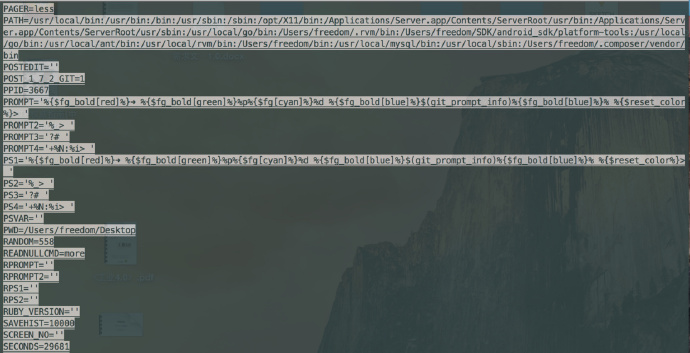 PAGER=less
PATH=/usr/local/bin:/usr/bin:/bin:/usr/sbin:/sbin:/opt/X11/bin:/Applications/Server.app/Contents/ServerRoot/usr/bin:/Applications/Serv
er.app/Contents/ServerRoot/usr/sbin:/usr/local/go/bin:/Users/freedom/.rvm/bin:/Users/freedom/SDK/android_sdk/platform-tools:/usr/local
/go/bin:/usr/local/ant/bin:/usr/local/rvm/bin:/Users/freedom/bin:/usr/local/mysql/bin:/usr/local/sbin:/Users/freedom/.composer/vendor/
bin
POSTEDIT=''
POST_1_7_2_GIT=1
PPID=3667
PROMPT='%{$fg_bold[red]%}➜ %{$fg_bold[green]%}%p%{$fg[cyan]%}%d %{$fg_bold[blue]%}$(git_prompt_info)%{$fg_bold[blue]%}% %{$reset_color
%}> '
PROMPT2='%_> '
PROMPT3='?# '
PROMPT4='+%N:%i> '
PS1='%{$fg_bold[red]%}➜ %{$fg_bold[green]%}%p%{$fg[cyan]%}%d %{$fg_bold[blue]%}$(git_prompt_info)%{$fg_bold[blue]%}% %{$reset_color%}>
'
PS2='%_> '
PS3='?# '
PS4='+%N:%i> '
PSVAR=''
PWD=/Users/freedom/Desktop
RANDOM=558
READNULLCMD=more
RPROMPT=''
RPROMPT2=''
RPS1=''
RPS2=''
RUBY_VERSION=''
SAVEHIST=10000
SCREEN_NO=''
SECONDS=29681